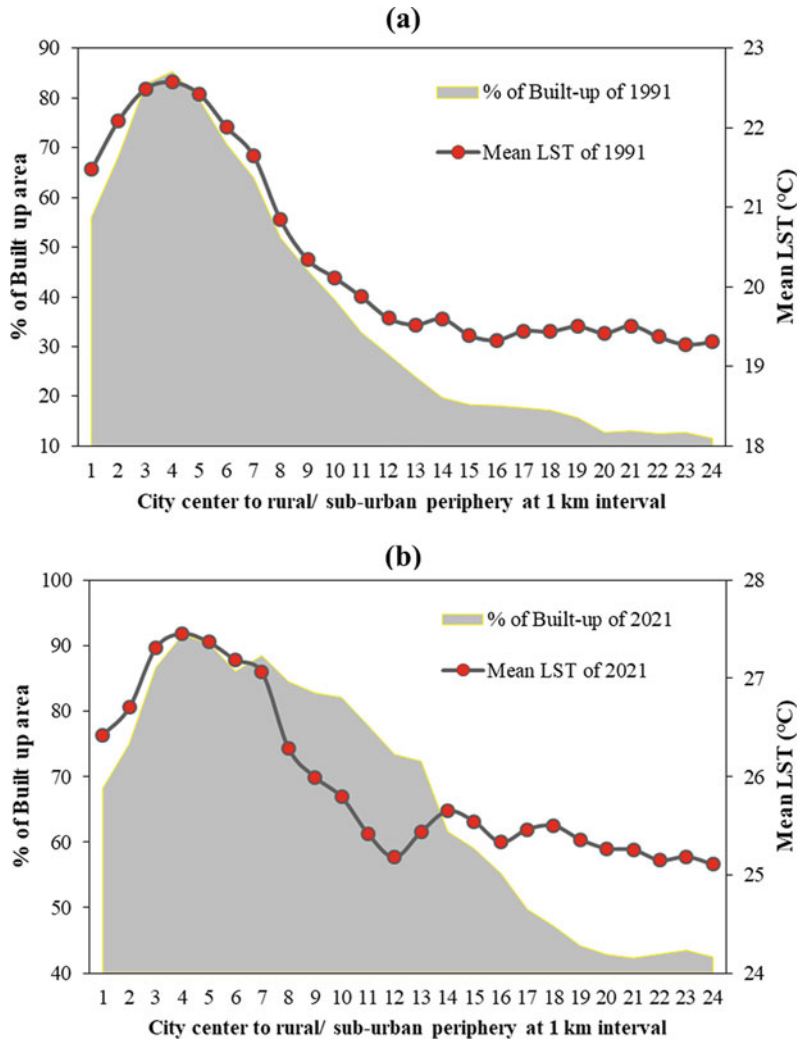 (a)
90 23
% of Built-up of 1991
80
Mean LST of 1991
22
70
60
21
50
20
40
30
19
20
10 18
1 2 3 4 5 6 7 8 9 10 11 12 13 14 15 16 17 18 19 20 21 22 23 24
% of Built up area
Mean LST (°C)
City center to rural/ sub-urban periphery at 1 km interval
(b)
100 28
% of Built-up of 2021
90
Mean LST of 2021
27
80
70
26
60
25
50
40 24
1 2 3 4 5 6 7 8 9 10 11 12 13 14 15 16 17 18 19 20 21 22 23 24
% of Built up area
Mean LST (°C)
City center to rural/ sub-urban periphery at 1 km interval